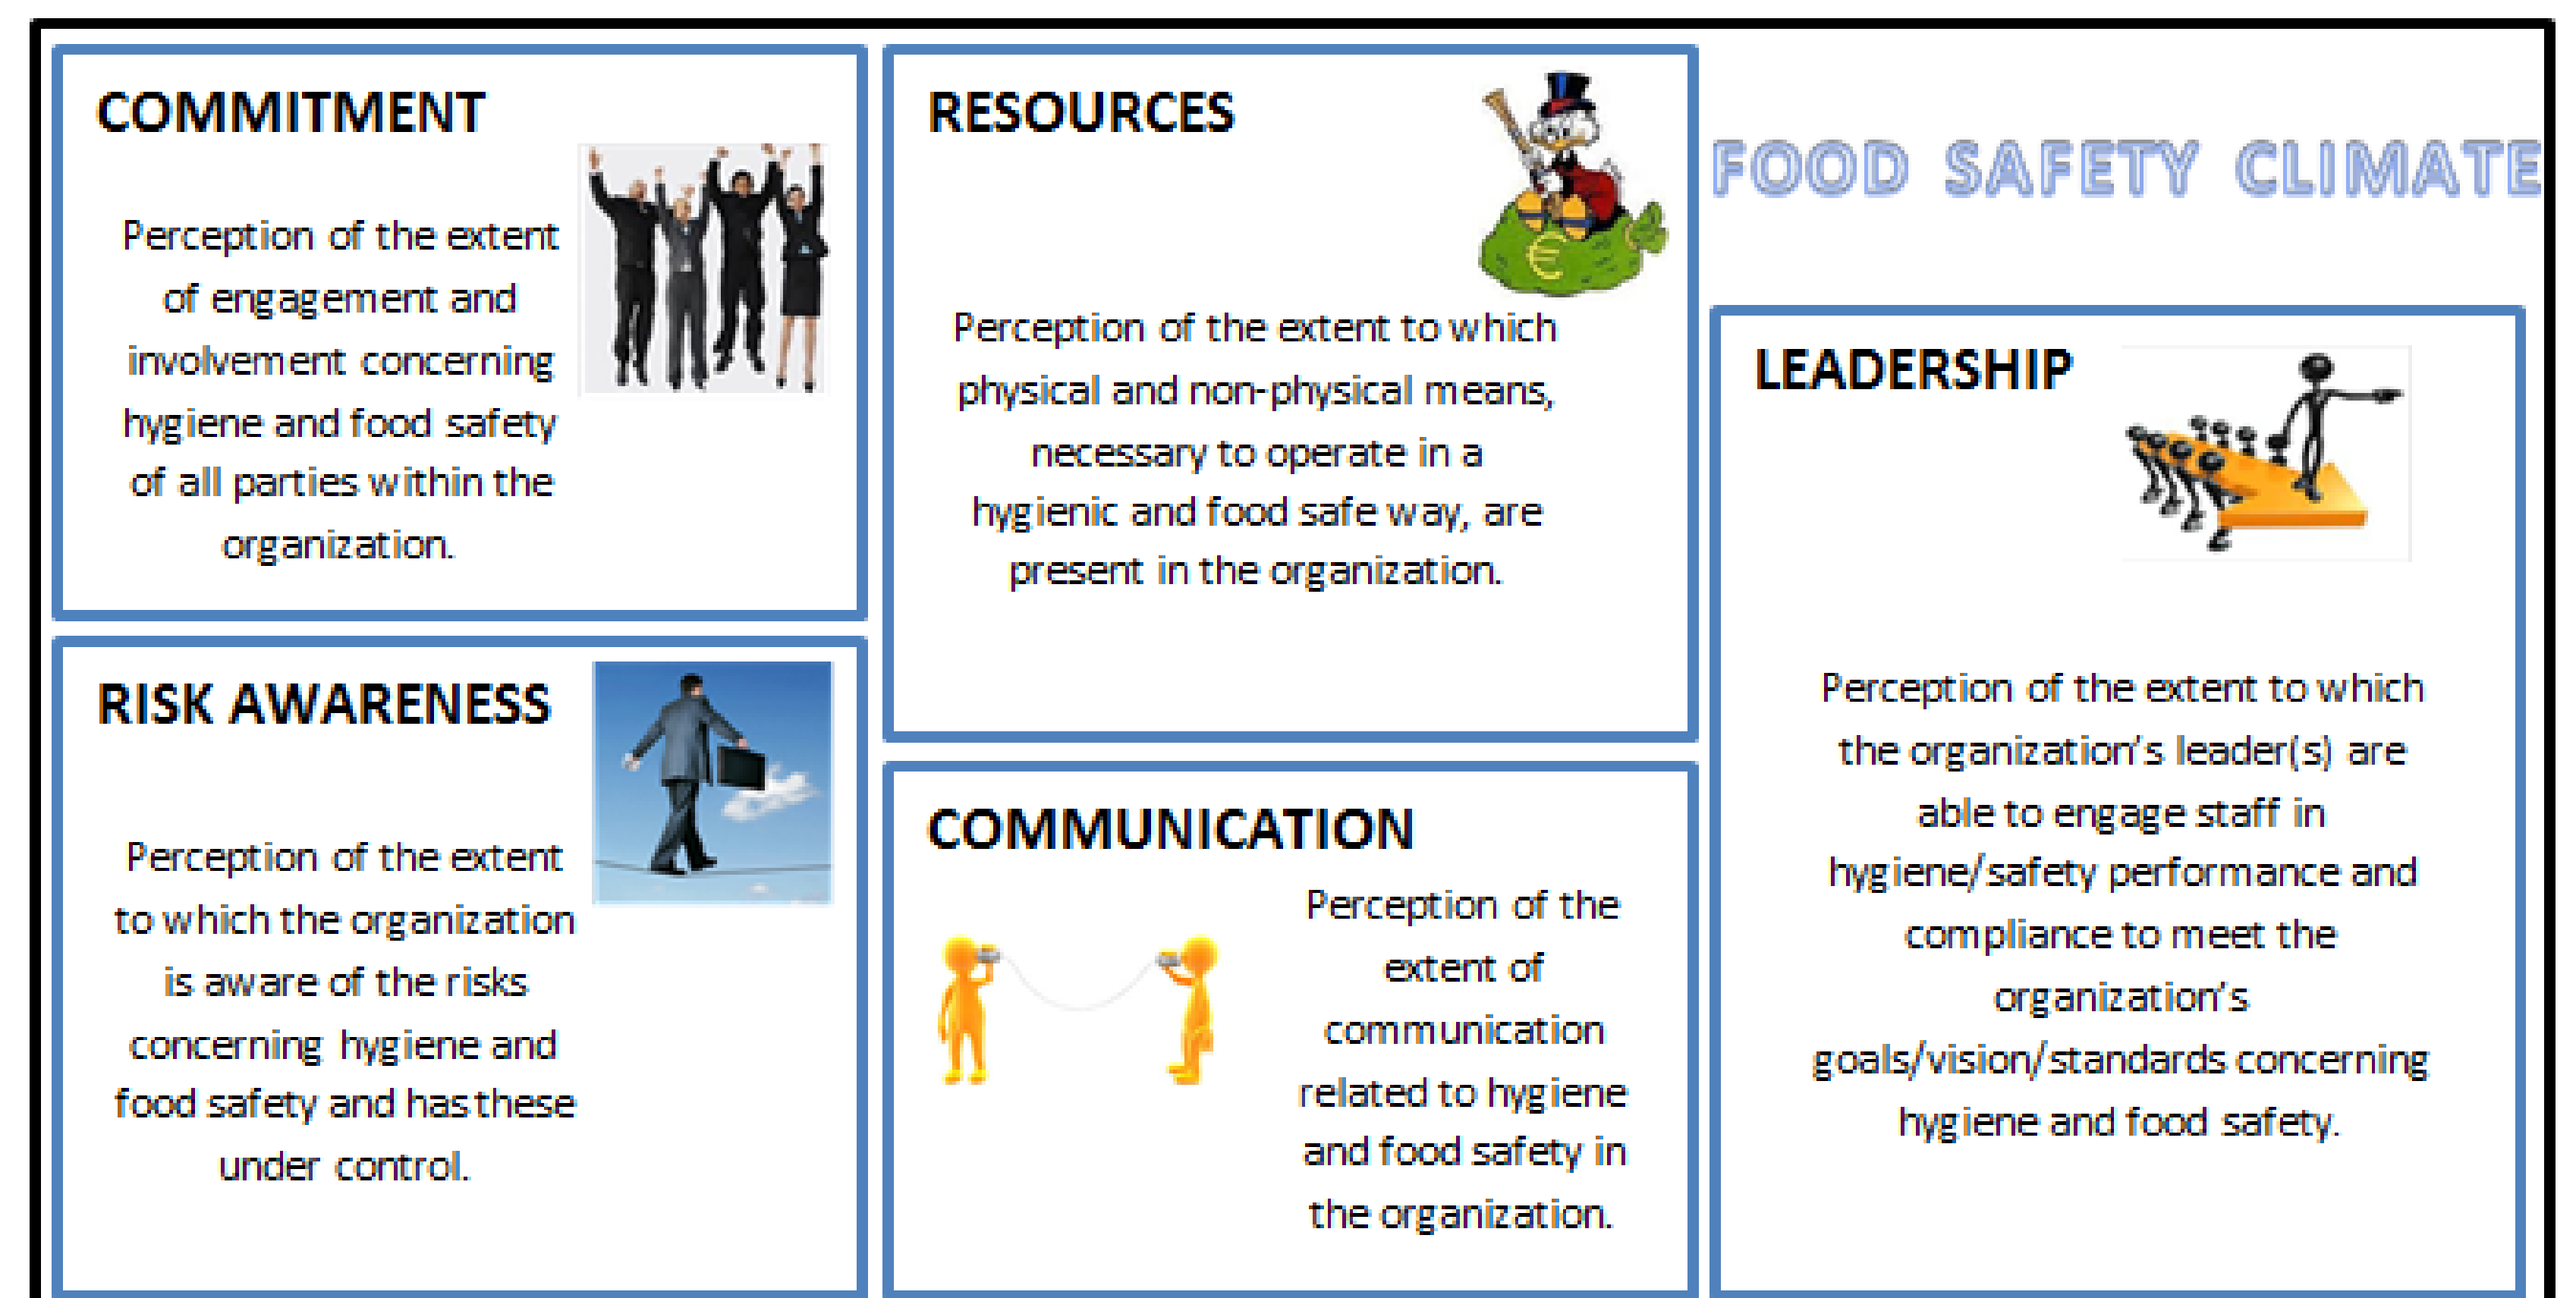 COMMITMENT
Perception of the extent
of engagement and
involvement concerning
hygiene and food safety
of all parties within the
organization.
RISK AWARENESS
Perception of the extent
to which the organization
is aware of the risks
concerning hygiene and
food safety and has these
under control.
RESOURCES
€
Perception of the extent to which
physical and non-physical means,
necessary to operate in a
hygienic and food safe way, are
present in the organization.
COMMUNICATION
Perception of the
extent of
communication
related to hygiene
and food safety in
the organization.
FOOD SAFETY CLIMATE
LEADERSHIP
Perception of the extent to which
the organization's leader(s) are
able to engage staff in
hygiene/safety performance and
compliance to meet the
organization's
goals/vision/standards concerning
hygiene and food safety.